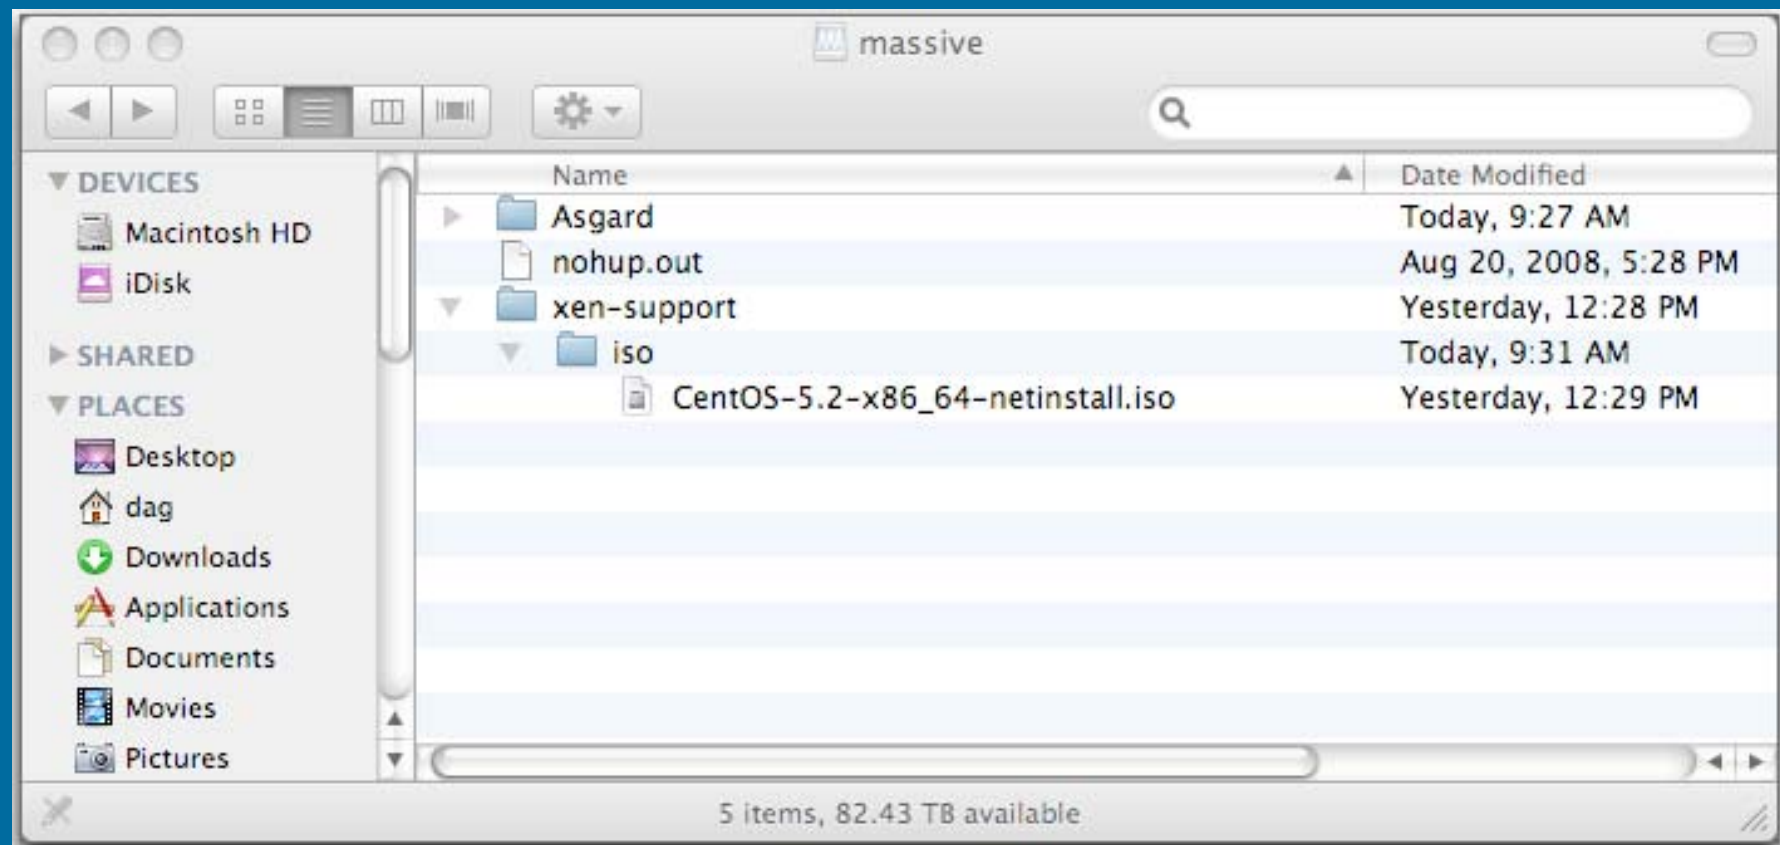 massive
DEVICES
Macintosh HD
iDisk
SHARED
PLACES
Desktop
dag
Downloads
Applications
Documents
Movies
Pictures
Name Date Modified
Asgard Today, 9:27 AM
nohup.out Aug 20, 2008, 5:28 PM
xen-support Yesterday, 12:28 PM
iso Today, 9:31 AM
CentOS-5.2-x86_64-netinstall.iso Yesterday, 12:29 PM
5 items, 82.43 TB available